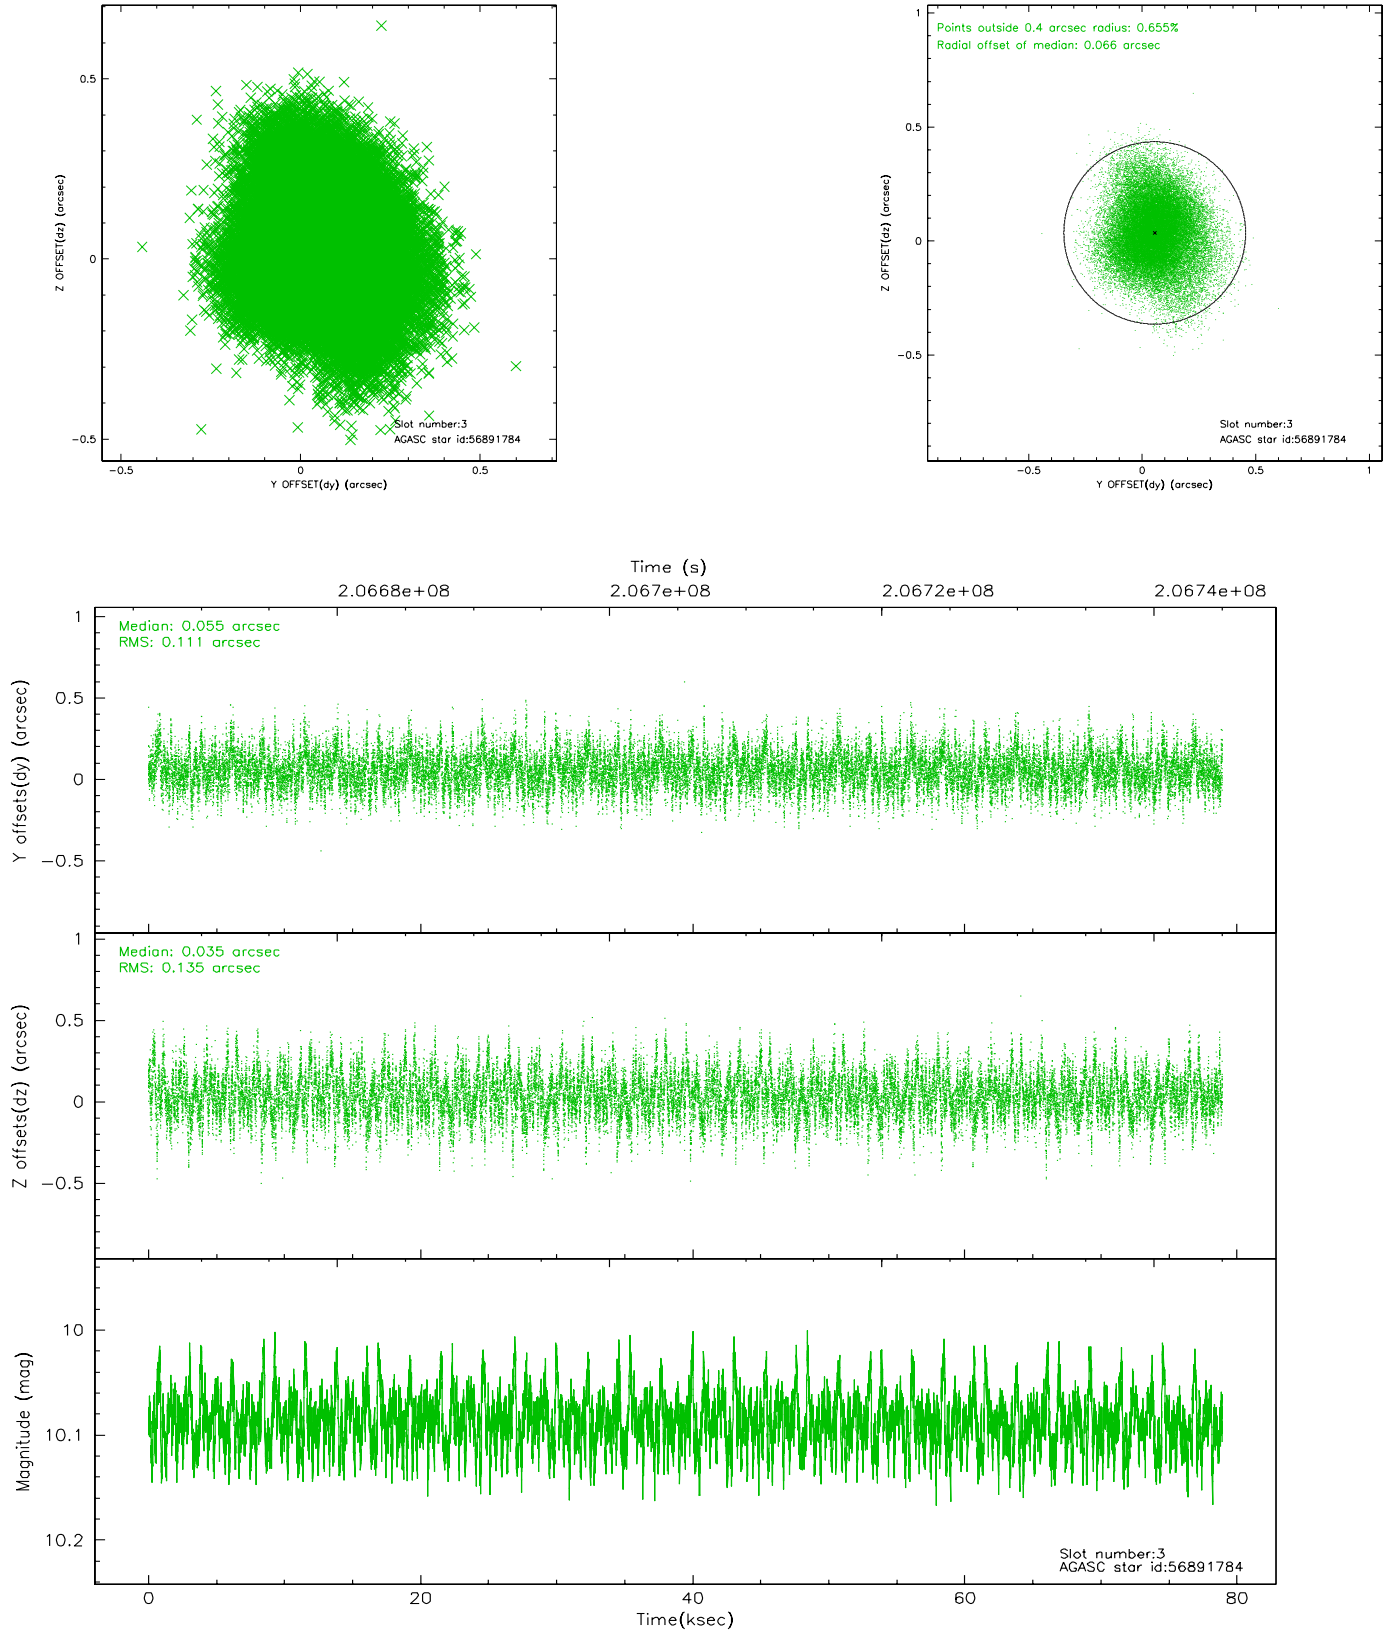 0.5
0
−0.5
Z OFFSET(dz) (arcsec)
−0.5
0
0.5
Y OFFSET(dy) (arcsec)
Slot number:3
AGASC star id:56891784
Points outside 0.4 arcsec radius: 0.655%
Radial offset of median: 0.066 arcsec
1
0.5
0
−0.5
Z OFFSET(dz) (arcsec)
−0.5
0
0.5
1
Y OFFSET(dy) (arcsec)
Slot number:3
AGASC star id:56891784
Time (s)
2.0668e+08
2.067e+08
2.0672e+08
2.0674e+08
Median: 0.055 arcsec
RMS: 0.111 arcsec
1
0.5
0
−0.5
Y offsets(dy) (arcsec)
Median: 0.035 arcsec
RMS: 0.135 arcsec
1
0.5
0
−0.5
Z offsets(dz) (arcsec)
10
10.1
10.2
Magnitude (mag)
Slot number:3
AGASC star id:56891784
0
20
40
60
80
Time(ksec)